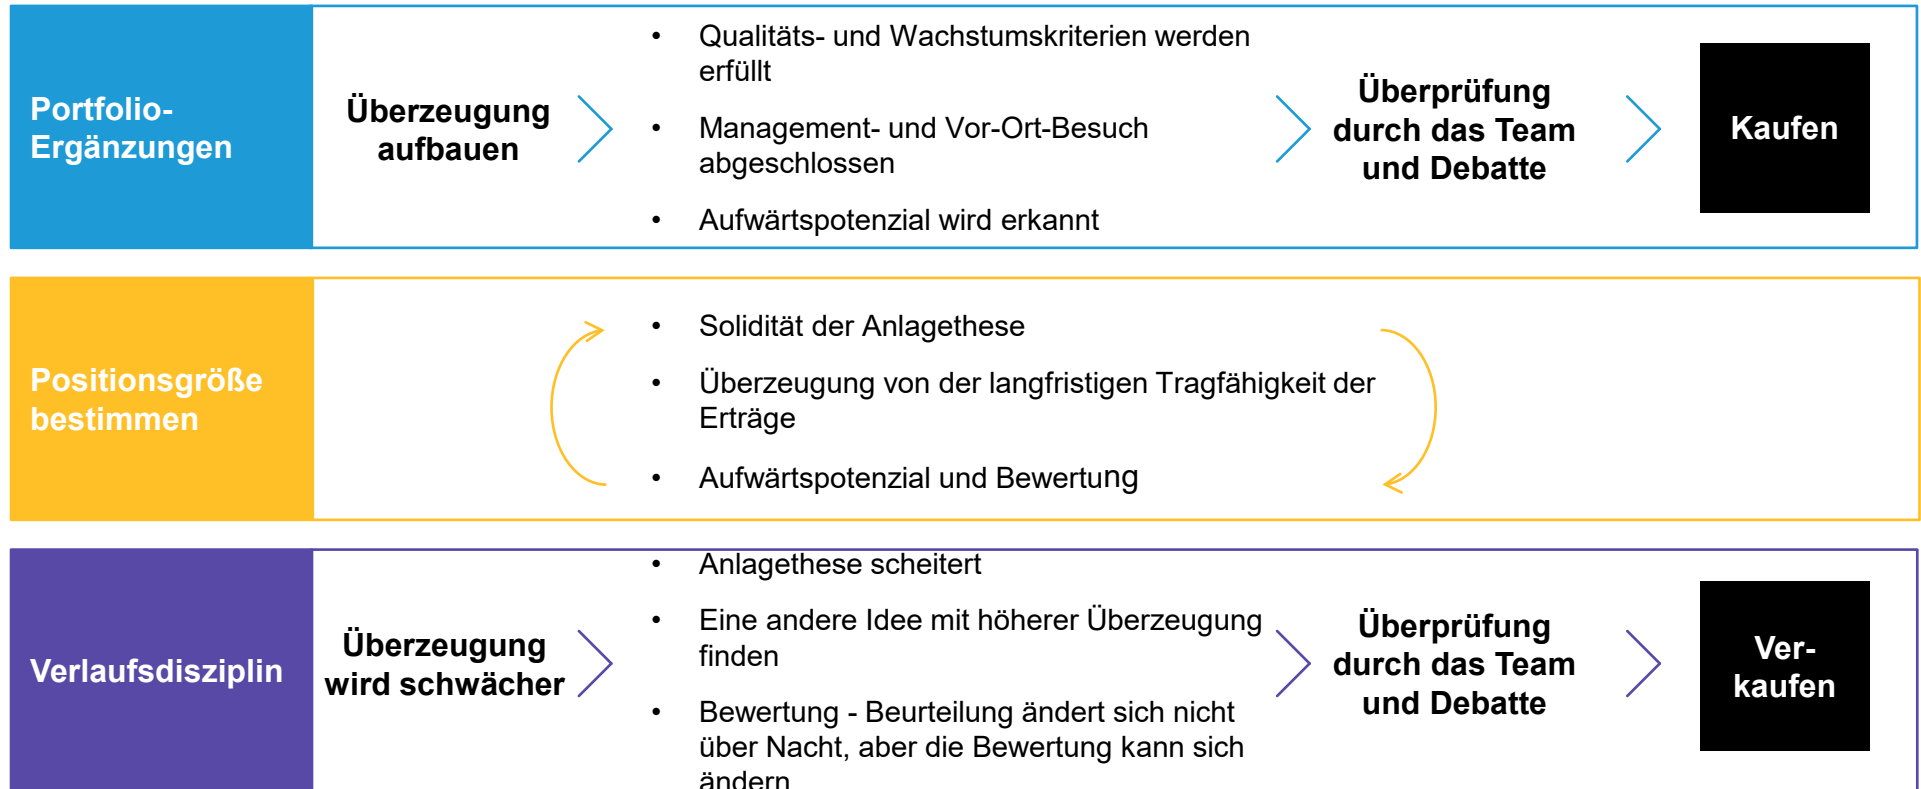 Portfolio-
Ergänzungen
Überzeugung
aufbauen
• Qualitäts- und Wachstumskriterien werden
erfüllt
• Management- und Vor-Ort-Besuch
abgeschlossen
• Aufwärtspotenzial wird erkannt
Überprüfung
durch das Team
und Debatte
Kaufen
Positionsgröße
bestimmen
• Solidität der Anlagethese
• Überzeugung von der langfristigen Tragfähigkeit der
Erträge
• Aufwärtspotenzial und Bewertung
Verlaufsdisziplin
Überzeugung
wird schwächer
• Anlagethese scheitert
• Eine andere Idee mit höherer Überzeugung
finden
• Bewertung - Beurteilung ändert sich nicht
über Nacht, aber die Bewertung kann sich
ändern
Überprüfung
durch das Team
und Debatte
Ver-
kaufen